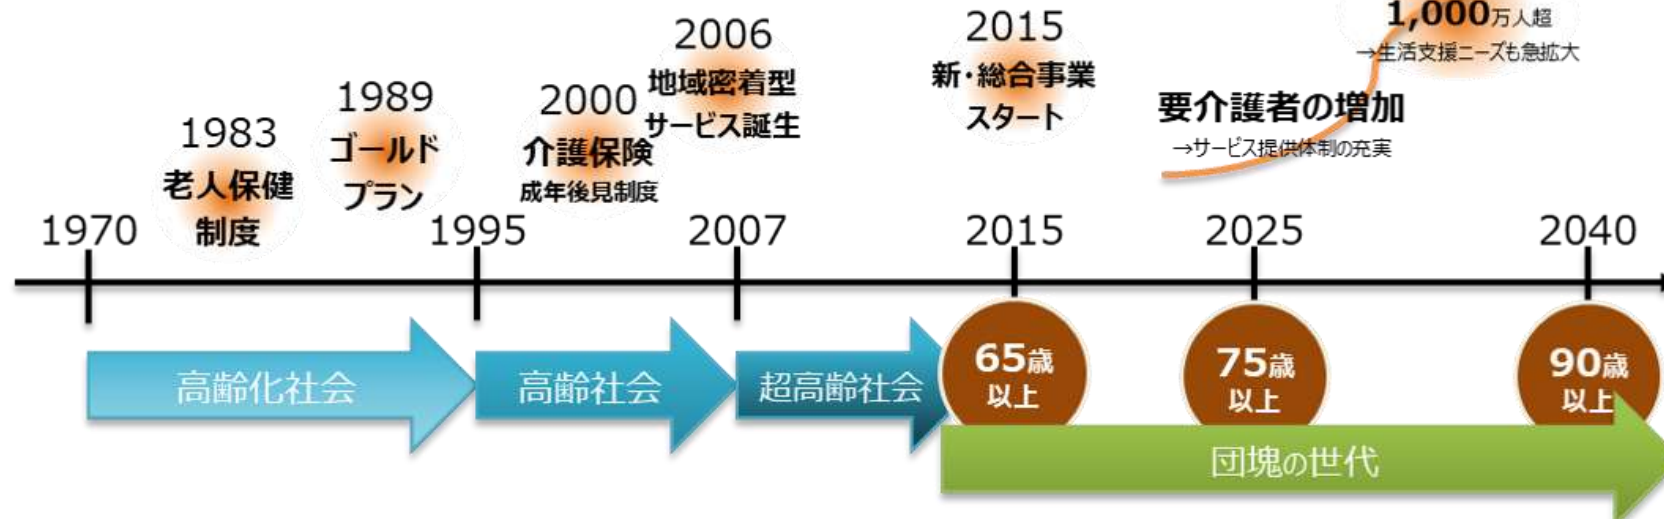 1983
老人保健
制度
1989
ゴールド
プラン
2000
介護保険
成年後見制度
2006
地域密着型
サービス誕生
2015
新・総合事業
スタート
要介護者の増加
→サービス提供体制の充実
1,000万人超
→生活支援ニーズも急拡大
1970
1995
2007
2015
2025
2040
高齢化社会
高齢社会
超高齢社会
65歳
以上
75歳
以上
90歳
以上
団塊の世代